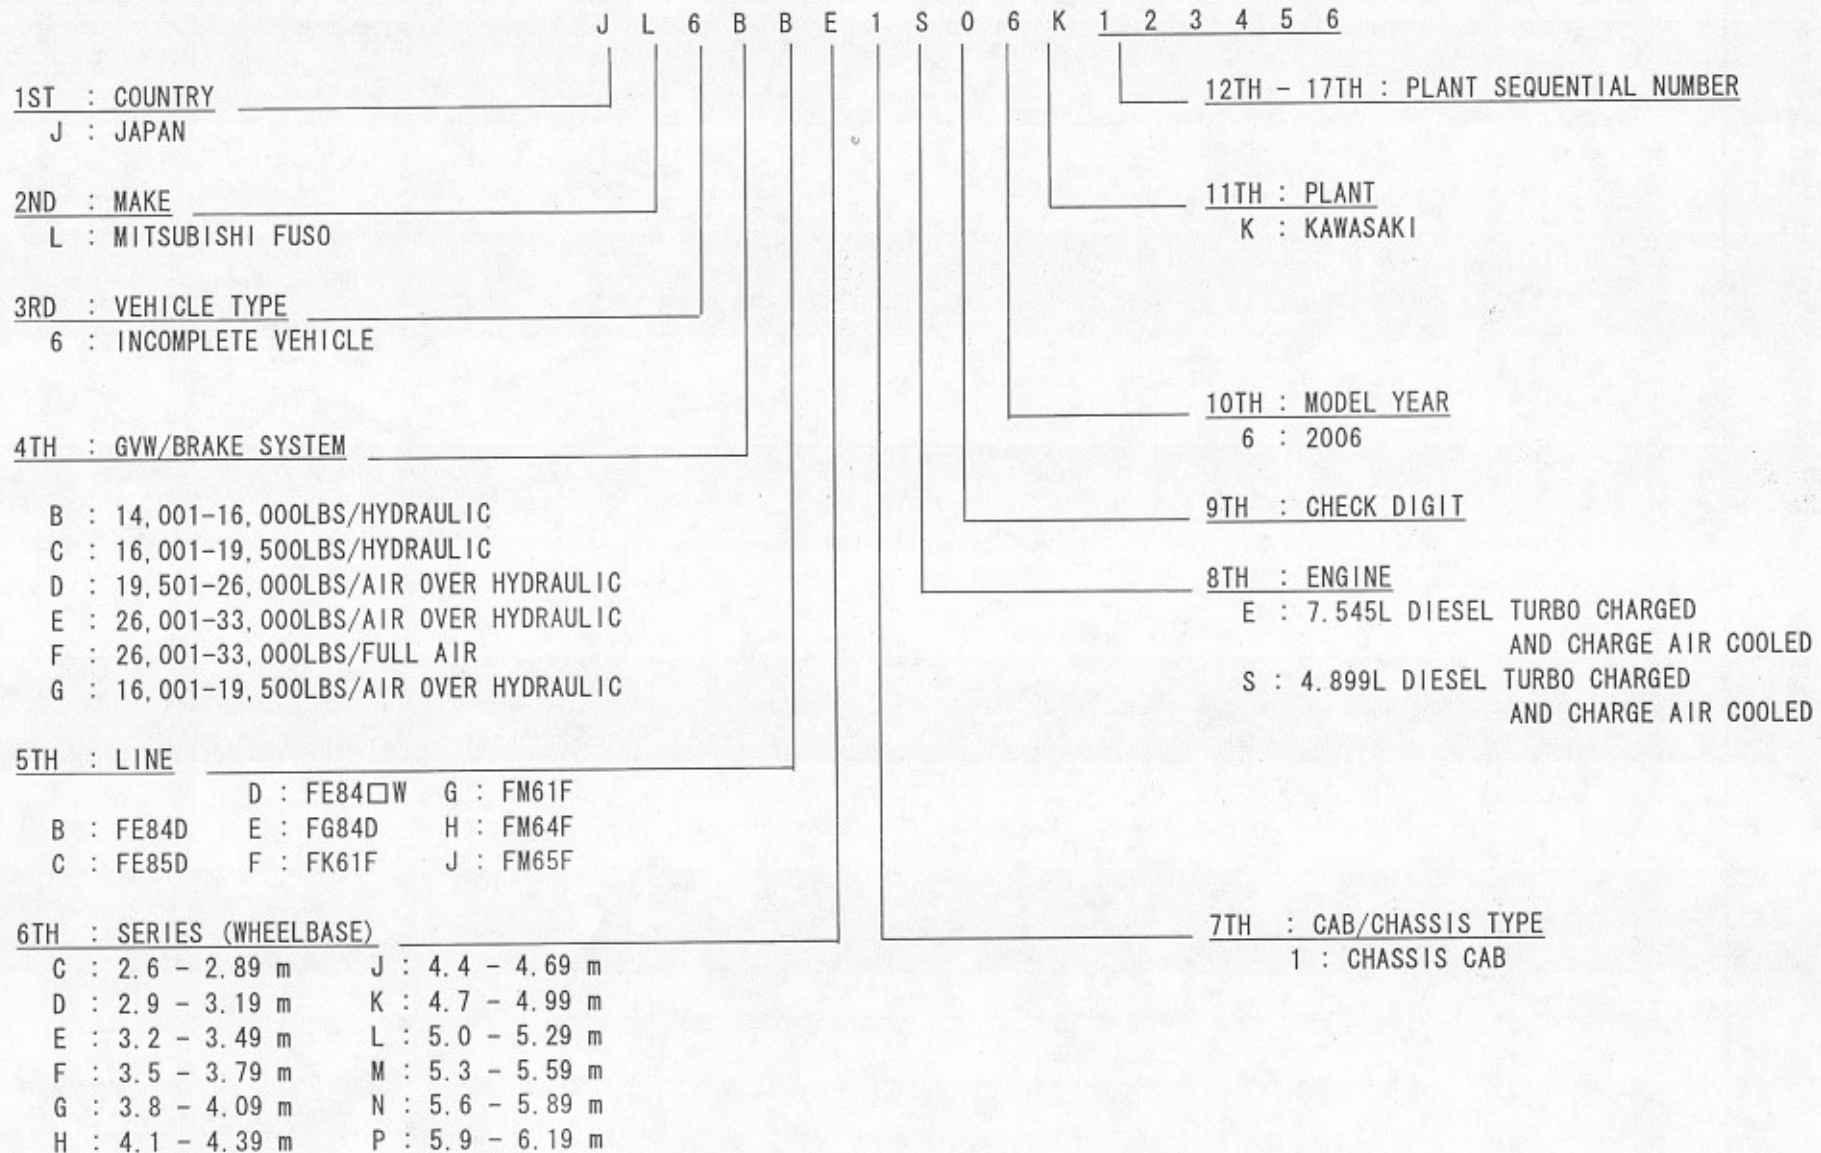 J L 6 B B E 1 S 0 6 K 1 2 3 4 5 6
1ST : COUNTRY
J : JAPAN
2ND : MAKE
L : MITSUBISHI FUSO
3RD : VEHICLE TYPE
6 : INCOMPLETE VEHICLE
4TH : GVW/BRAKE SYSTEM
B : 14,001-16,000LBS/HYDRAULIC
C : 16,001-19,500LBS/HYDRAULIC
D : 19,501-26,000LBS/AIR OVER HYDRAULIC
E : 26,001-33,000LBS/AIR OVER HYDRAULIC
F : 26,001-33,000LBS/FULL AIR
G : 16,001-19,500LBS/AIR OVER HYDRAULIC
5TH : LINE
D : FE84□W G : FM61F
B : FE84D E : FG84D H : FM64F
C : FE85D F : FK61F J : FM65F
6TH : SERIES (WHEELBASE)
C : 2.6 - 2.89 m J : 4.4 - 4.69 m
D : 2.9 - 3.19 m K : 4.7 - 4.99 m
E : 3.2 - 3.49 m L : 5.0 - 5.29 m
F : 3.5 - 3.79 m M : 5.3 - 5.59 m
G : 3.8 - 4.09 m N : 5.6 - 5.89 m
H : 4.1 - 4.39 m P : 5.9 - 6.19 m
12TH - 17TH : PLANT SEQUENTIAL NUMBER
11TH : PLANT
K : KAWASAKI
10TH : MODEL YEAR
6 : 2006
9TH : CHECK DIGIT
8TH : ENGINE
E : 7.545L DIESEL TURBO CHARGED
AND CHARGE AIR COOLED
S : 4.899L DIESEL TURBO CHARGED
AND CHARGE AIR COOLED
7TH : CAB/CHASSIS TYPE
1 : CHASSIS CAB